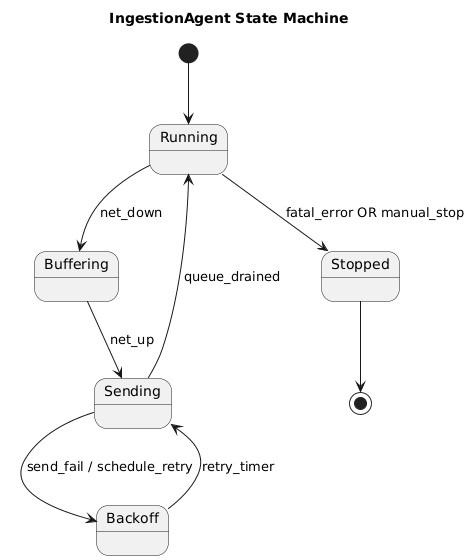 IngestionAgent State Machine
Running
net_down
fatal_error OR manual_stop
Buffering
queue_drained
Stopped
net_up
Sending
send_fail / schedule_retry
retry_timer
Backoff